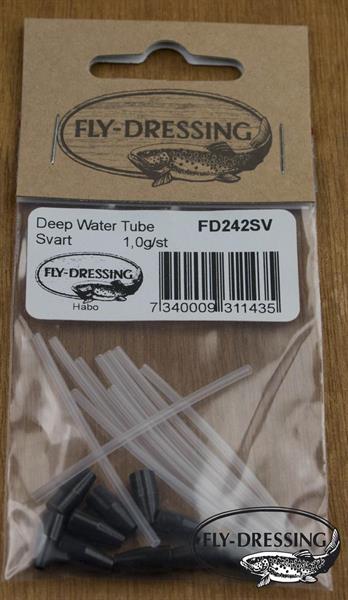 FLY-DRESSING
Deep Water Tube FD242SV
Svart 1,0g/st
FLY-DRESSING
Habo
7 340009 311435
FLY-DRESSING